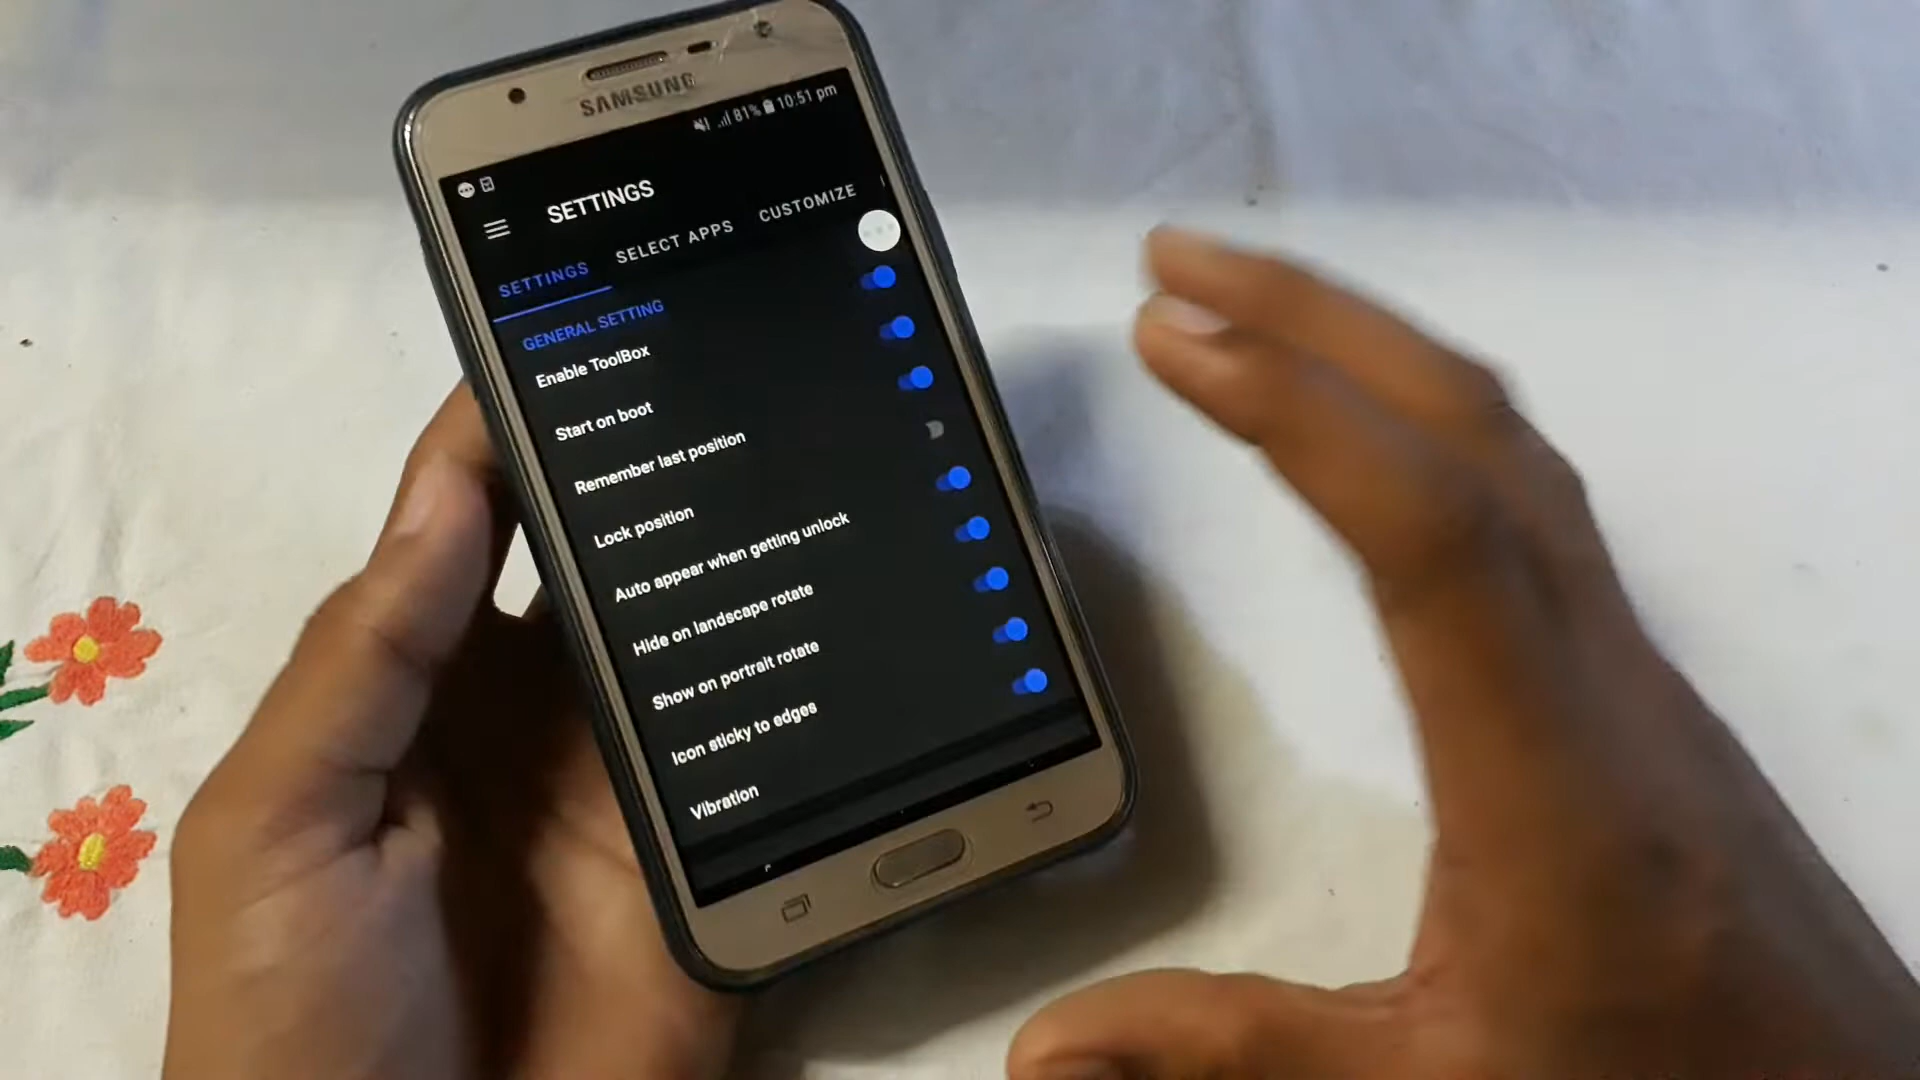 SAMSUNG
81% 10:51 pm
SETTINGS
SETTINGS SELECT APPS CUSTOMIZE
GENERAL SETTING
Enable ToolBox
Start on boot
Remember last position
Lock position
Auto appear when getting unlock
Hide on landscape rotate
Show on portrait rotate
Icon sticky to edges
Vibration